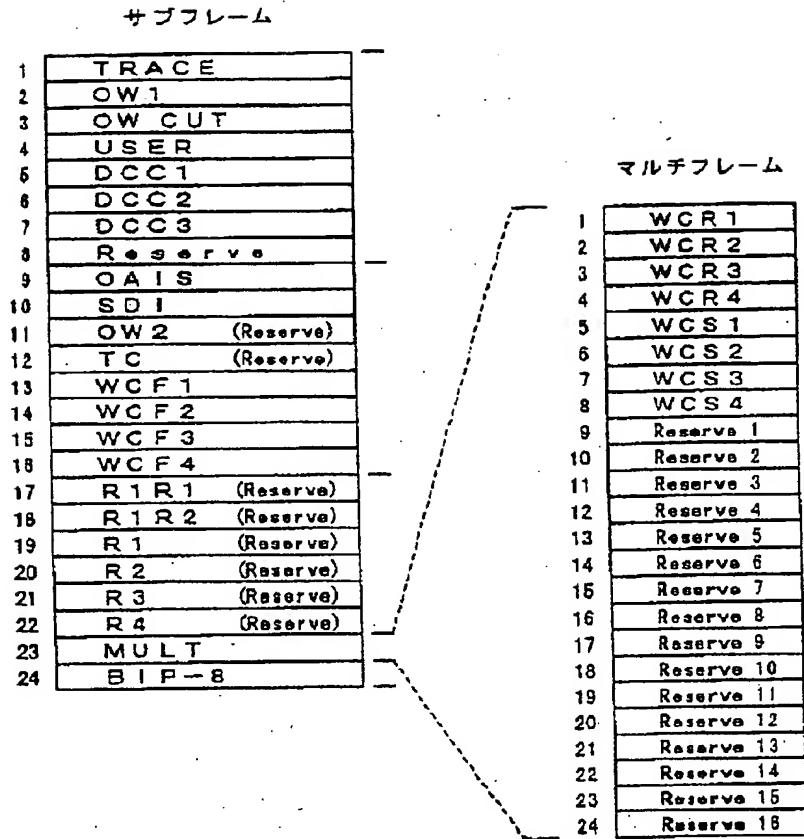 サブフレーム
1 TRACE
2 OW1
3 OW CUT
4 USER
5 DCC1
6 DCC2
7 DCC3
8 Reserve
9 OAIS
10 SDI
11 OW2 (Reserve)
12 TC (Reserve)
13 WCF1
14 WCF2
15 WCF3
16 WCF4
17 R1R1 (Reserve)
18 R1R2 (Reserve)
19 R1 (Reserve)
20 R2 (Reserve)
21 R3 (Reserve)
22 R4 (Reserve)
23 MULT
24 BIP-8
マルチフレーム
1 WCR1
2 WCR2
3 WCR3
4 WCR4
5 WCS1
6 WCS2
7 WCS3
8 WCS4
9 Reserve 1
10 Reserve 2
11 Reserve 3
12 Reserve 4
13 Reserve 5
14 Reserve 6
15 Reserve 7
16 Reserve 8
17 Reserve 9
18 Reserve 10
19 Reserve 11
20 Reserve 12
21 Reserve 13
22 Reserve 14
23 Reserve 15
24 Reserve 16